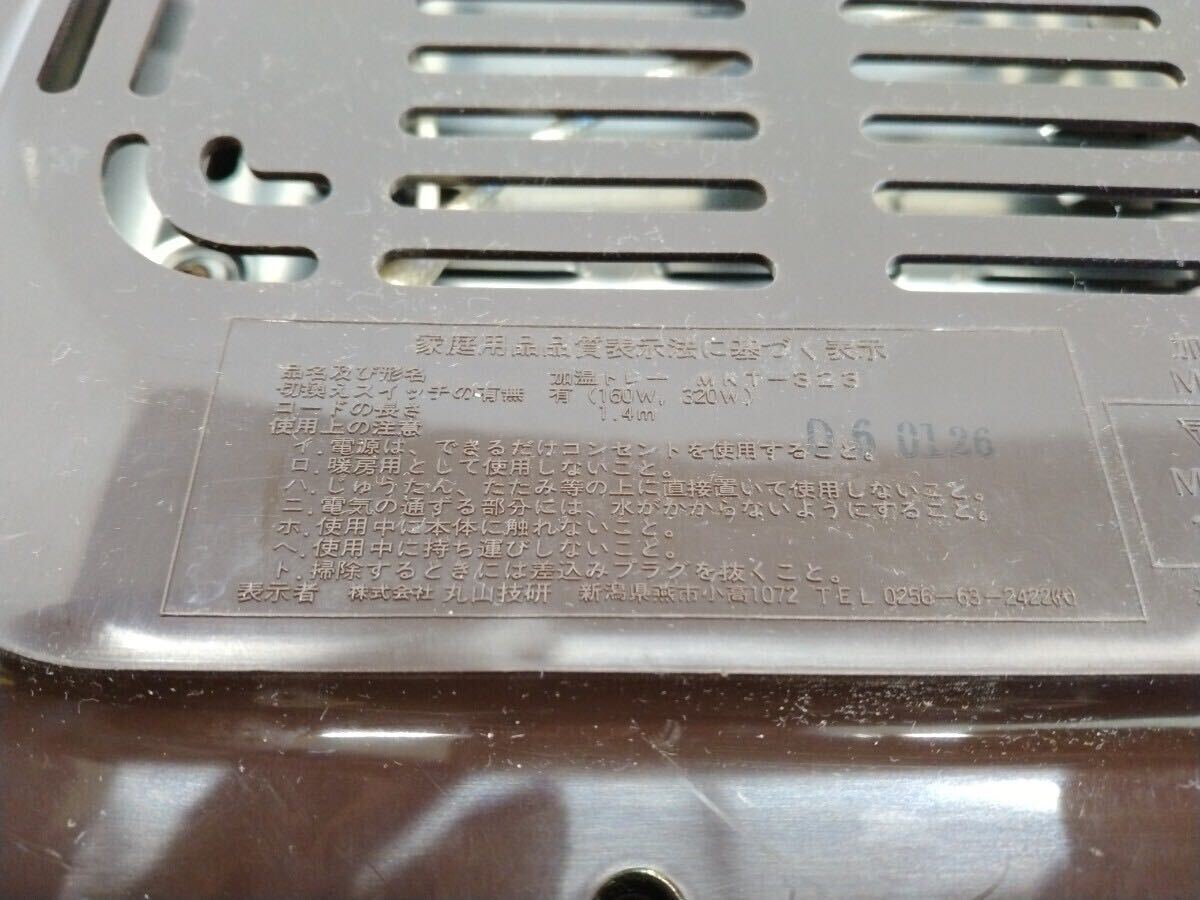 家庭用品品質表示法に基づく表示
品名及び形名 加温トレー MKT-323
切換えスイッチの有無 有(160W, 320W)
コードの長さ 1.4m
使用上の注意
D6 0126
イ.電源は、できるだけコンセントを使用すること。
ロ.暖房用として使用しないこと。
ハ.じゅうたん、たたみ等の上に直接置いて使用しないこと。
ニ.電気の通する部分には、水がかからないようにすること。
ホ.使用中に本体に触れないこと。
ヘ.使用中に持ち運びしないこと。
ト.掃除するときには差込みプラグを抜くこと。
表示者 株式会社 丸山技研 新潟県燕市小高1072 TEL 0256-63-2422(代)
加
M
M